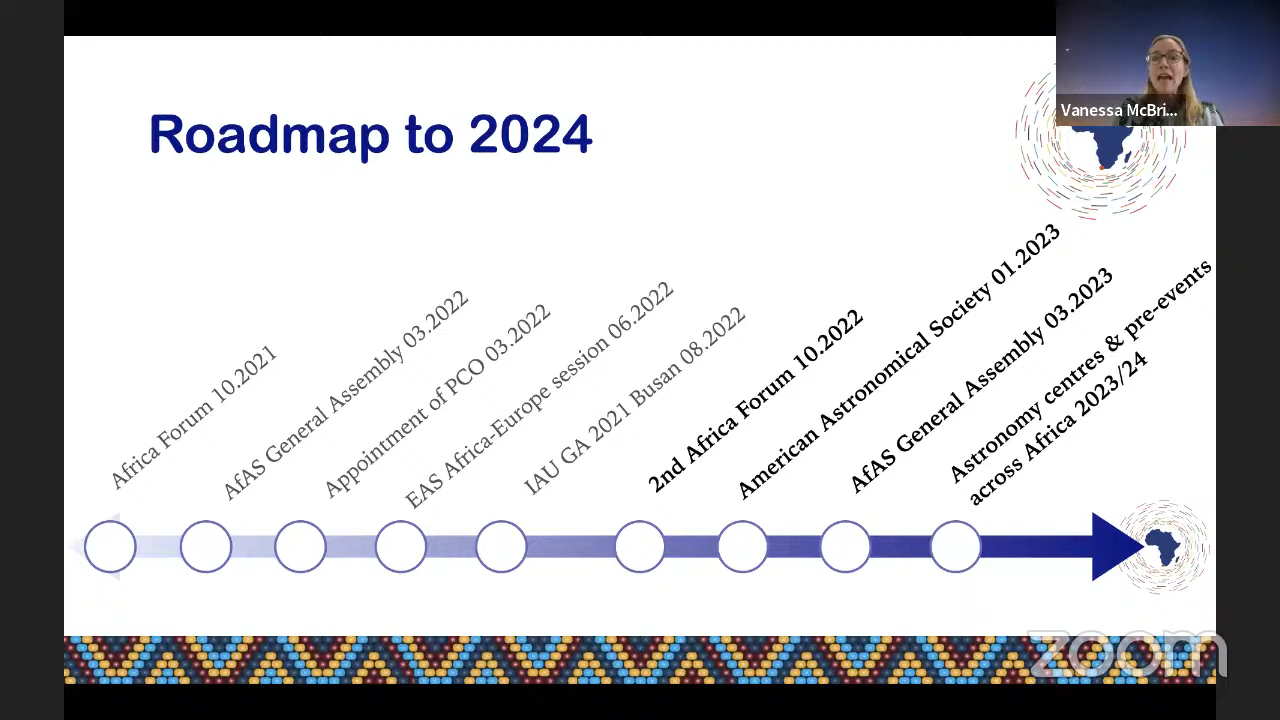 Vanessa McBri...
Roadmap to 2024
Africa Forum 10.2021
AfAS General Assembly 03.2022
Appointment of PCO 03.2022
EAS Africa-Europe session 06.2022
IAU GA 2021 Busan 08.2022
2nd Africa Forum 10.2022
American Astronomical Society 01.2023
AfAS General Assembly 03.2023
Astronomy centres & pre-events
across Africa 2023/24
zoom